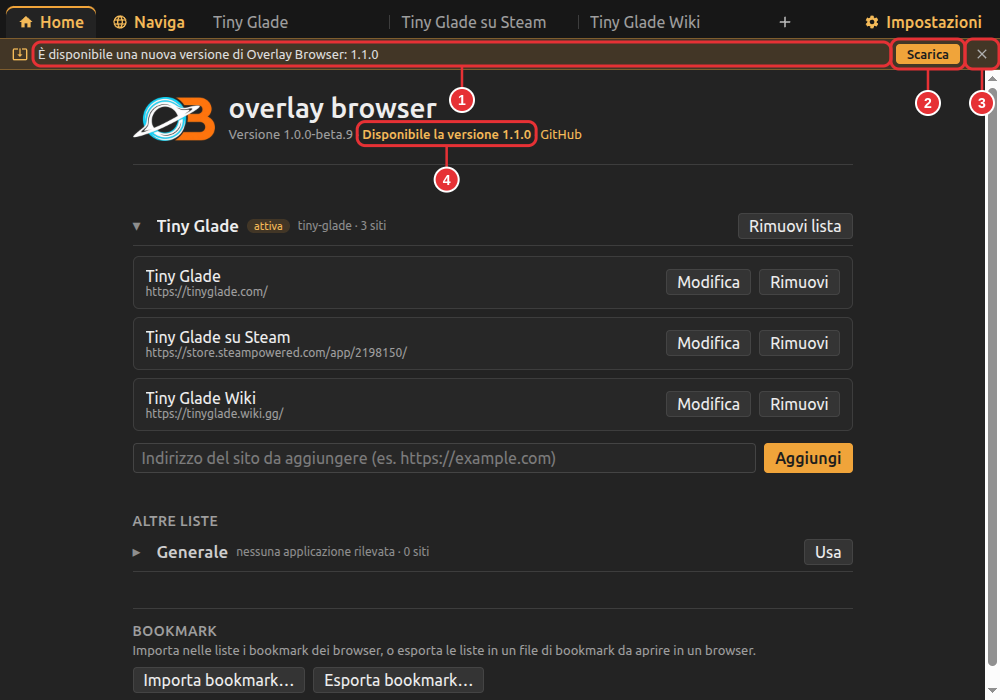 Home Naviga Tiny Glade Tiny Glade su Steam Tiny Glade Wiki + Impostazioni
È disponibile una nuova versione di Overlay Browser: 1.1.0 Scarica ×
1 2 3
OB overlay browser
Versione 1.0.0-beta.9 Disponibile la versione 1.1.0 GitHub
4
Tiny Glade attiva tiny-glade · 3 siti Rimuovi lista
Tiny Glade Modifica Rimuovi
https://tinyglade.com/
Tiny Glade su Steam Modifica Rimuovi
https://store.steampowered.com/app/2198150/
Tiny Glade Wiki Modifica Rimuovi
https://tinyglade.wiki.gg/
Indirizzo del sito da aggiungere (es. https://example.com) Aggiungi
ALTRE LISTE
Generale nessuna applicazione rilevata · 0 siti Usa
BOOKMARK
Importa nelle liste i bookmark dei browser, o esporta le liste in un file di bookmark da aprire in un browser.
Importa bookmark… Esporta bookmark…